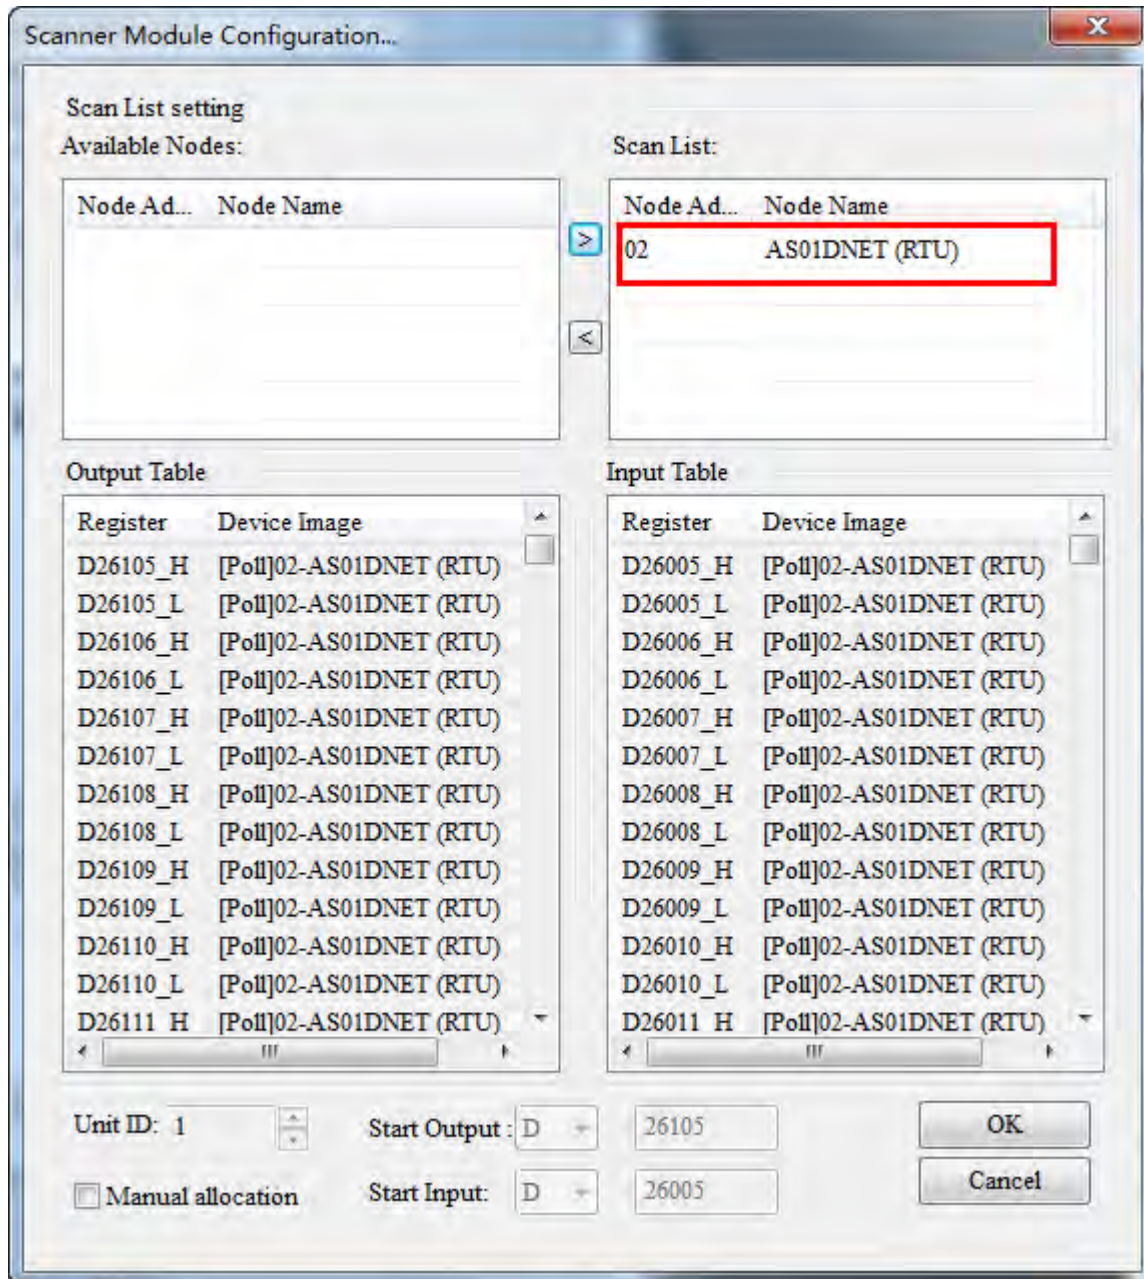 Scanner Module Configuration...
Scan List setting
Available Nodes:
Node Ad... Node Name
>
<
Scan List:
Node Ad... Node Name
02 AS01DNET (RTU)
Output Table
Register Device Image
D26105_H [Poll]02-AS01DNET (RTU)
D26105_L [Poll]02-AS01DNET (RTU)
D26106_H [Poll]02-AS01DNET (RTU)
D26106_L [Poll]02-AS01DNET (RTU)
D26107_H [Poll]02-AS01DNET (RTU)
D26107_L [Poll]02-AS01DNET (RTU)
D26108_H [Poll]02-AS01DNET (RTU)
D26108_L [Poll]02-AS01DNET (RTU)
D26109_H [Poll]02-AS01DNET (RTU)
D26109_L [Poll]02-AS01DNET (RTU)
D26110_H [Poll]02-AS01DNET (RTU)
D26110_L [Poll]02-AS01DNET (RTU)
D26111_H [Poll]02-AS01DNET (RTU)
Input Table
Register Device Image
D26005_H [Poll]02-AS01DNET (RTU)
D26005_L [Poll]02-AS01DNET (RTU)
D26006_H [Poll]02-AS01DNET (RTU)
D26006_L [Poll]02-AS01DNET (RTU)
D26007_H [Poll]02-AS01DNET (RTU)
D26007_L [Poll]02-AS01DNET (RTU)
D26008_H [Poll]02-AS01DNET (RTU)
D26008_L [Poll]02-AS01DNET (RTU)
D26009_H [Poll]02-AS01DNET (RTU)
D26009_L [Poll]02-AS01DNET (RTU)
D26010_H [Poll]02-AS01DNET (RTU)
D26010_L [Poll]02-AS01DNET (RTU)
D26011_H [Poll]02-AS01DNET (RTU)
Unit ID: 1
Start Output : D 26105
OK
Manual allocation
Start Input: D 26005
Cancel